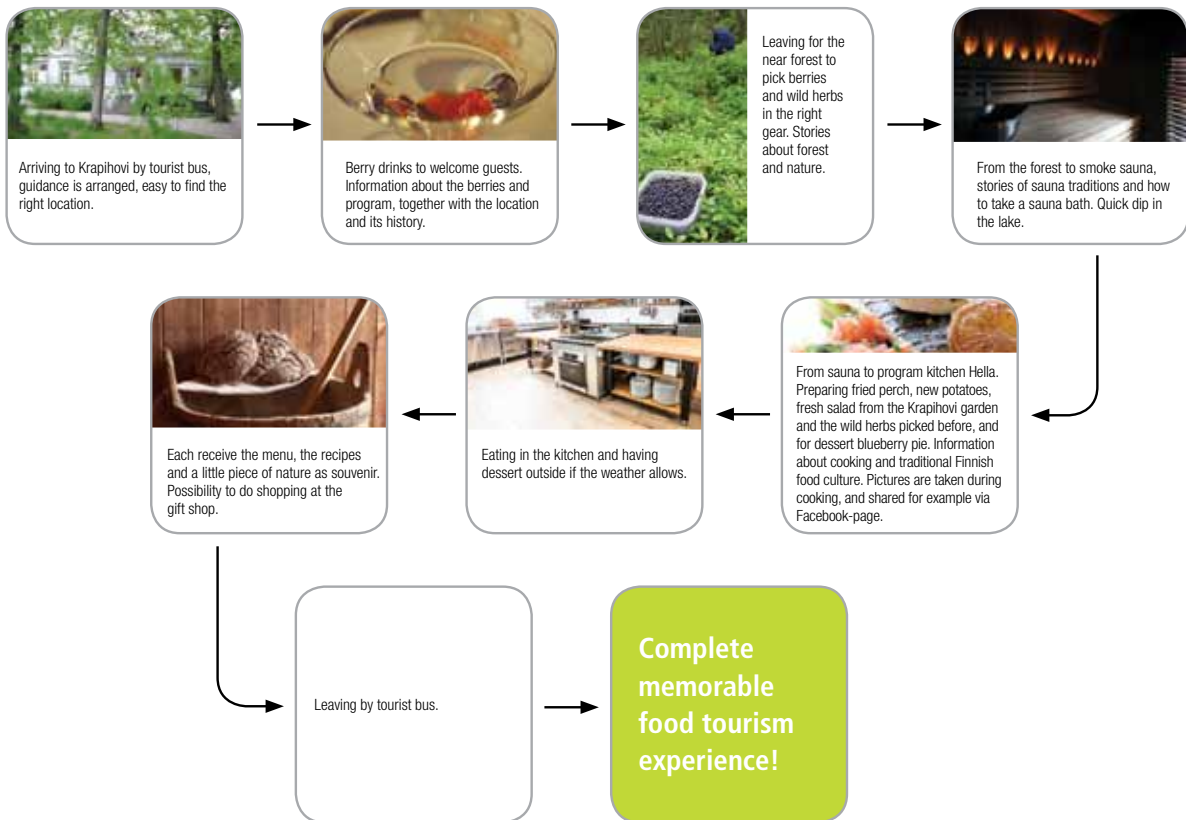 Arriving to Krapihovi by tourist bus,
guidance is arranged, easy to find the
right location.
Berry drinks to welcome guests.
Information about the berries and
program, together with the location
and its history.
Leaving for the
near forest to
pick berries
and wild herbs
in the right
gear. Stories
about forest
and nature.
From the forest to smoke sauna,
stories of sauna traditions and how
to take a sauna bath. Quick dip in
the lake.
From sauna to program kitchen Hella.
Preparing fried perch, new potatoes,
fresh salad from the Krapihovi garden
and the wild herbs picked before, and
for dessert blueberry pie. Information
about cooking and traditional Finnish
food culture. Pictures are taken during
cooking, and shared for example via
Facebook-page.
Eating in the kitchen and having
dessert outside if the weather allows.
Each receive the menu, the recipes
and a little piece of nature as souvenir.
Possibility to do shopping at the
gift shop.
Leaving by tourist bus.
Complete
memorable
food tourism
experience!